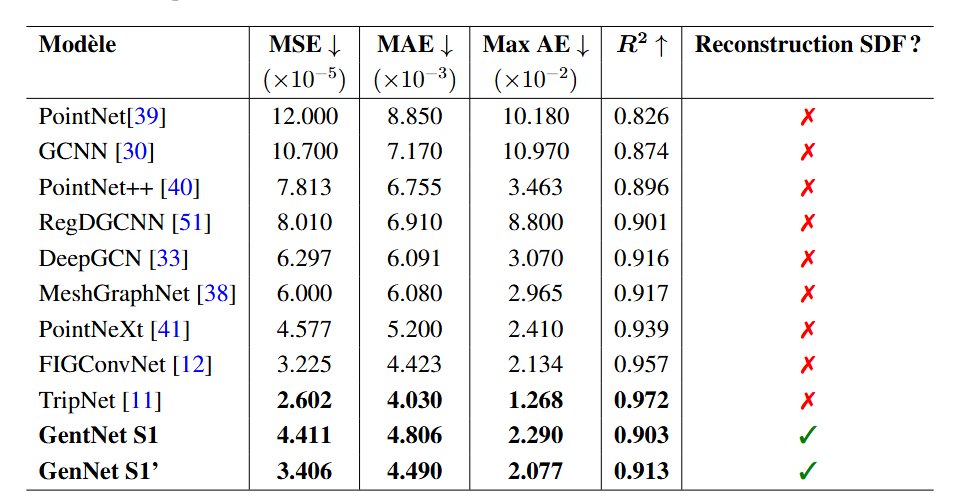 Modèle MSE ↓ MAE ↓ Max AE ↓ R² ↑ Reconstruction SDF ?
(×10⁻⁵) (×10⁻³) (×10⁻²)
PointNet[39] 12.000 8.850 10.180 0.826 ✗
GCNN [30] 10.700 7.170 10.970 0.874 ✗
PointNet++ [40] 7.813 6.755 3.463 0.896 ✗
RegDGCNN [51] 8.010 6.910 8.800 0.901 ✗
DeepGCN [33] 6.297 6.091 3.070 0.916 ✗
MeshGraphNet [38] 6.000 6.080 2.965 0.917 ✗
PointNeXt [41] 4.577 5.200 2.410 0.939 ✗
FIGConvNet [12] 3.225 4.423 2.134 0.957 ✗
TripNet [11] 2.602 4.030 1.268 0.972 ✗
GentNet S1 4.411 4.806 2.290 0.903 ✓
GenNet S1’ 3.406 4.490 2.077 0.913 ✓